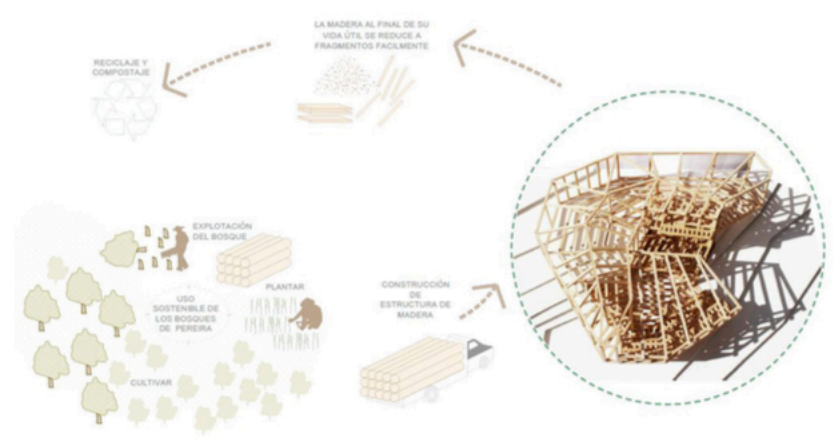 LA MADERA AL FINAL DE SU
VIDA ÚTIL SE REDUCE A
FRAGMENTOS FACILMENTE
RECICLAJE Y
COMPOSTAJE
EXPLOTACIÓN
DEL BOSQUE
PLANTAR
USO
SOSTENIBLE DE
LOS BOSQUES
DE PEREIRA
CULTIVAR
CONSTRUCCIÓN
DE
ESTRUCTURA DE
MADERA